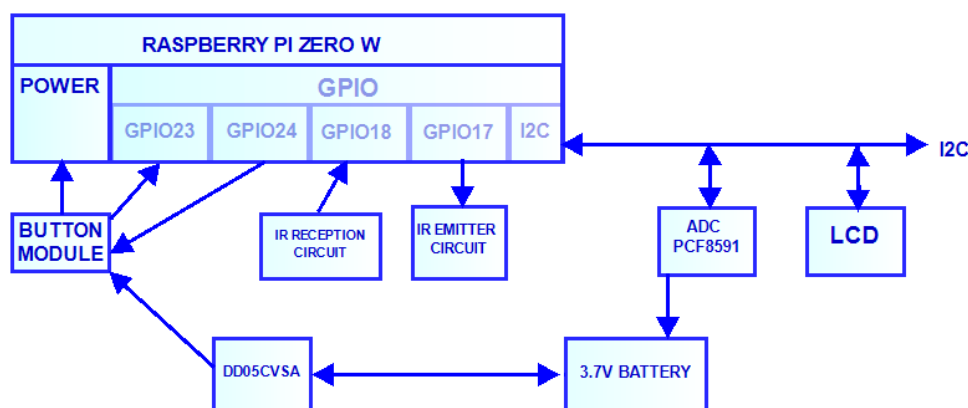 RASPBERRY PI ZERO W
POWER
GPIO
GPIO23
GPIO24
GPIO18
GPIO17
I2C
I2C
BUTTON
MODULE
IR RECEPTION
CIRCUIT
IR EMITTER
CIRCUIT
ADC
PCF8591
LCD
DD05CVSA
3.7V BATTERY